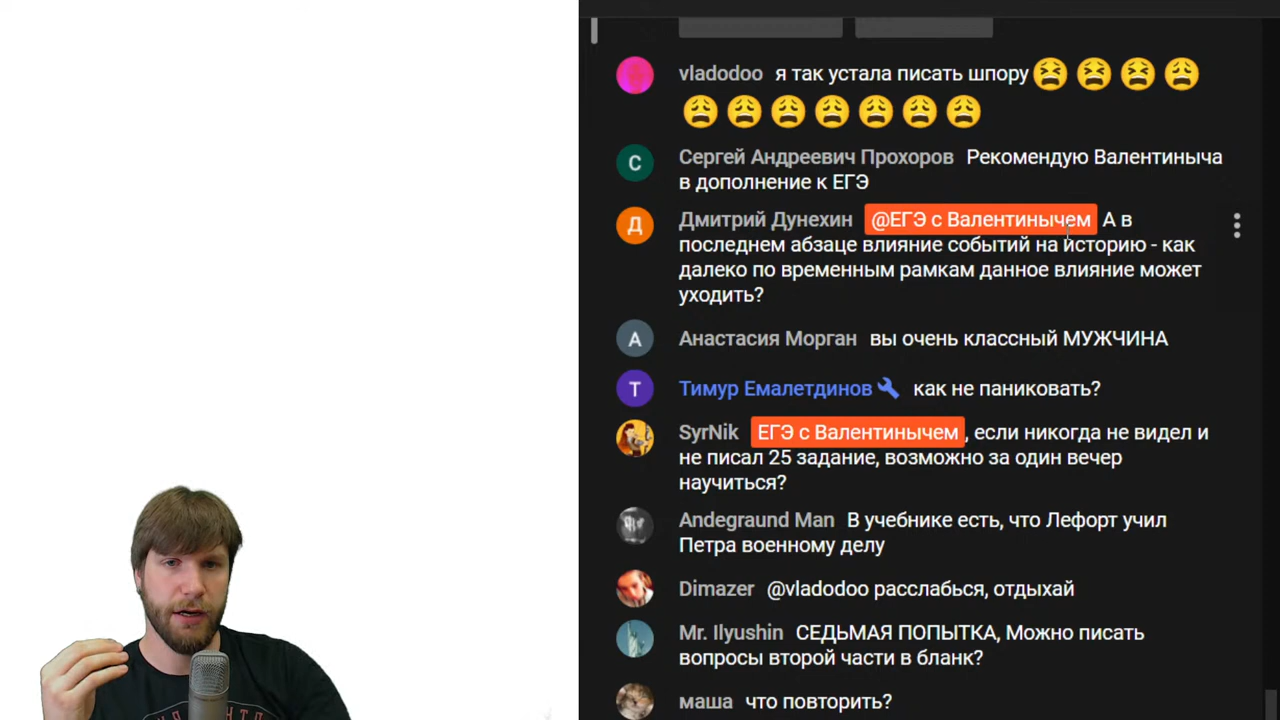 vladodoo я так устала писать шпору😫😫😫😩
😩😩😩😩😩😩😩
С Сергей Андреевич Прохоров Рекомендую Валентиныча
в дополнение к ЕГЭ
Д Дмитрий Дунехин @ЕГЭ с Валентинычем А в
последнем абзаце влияние событий на историю - как
далеко по временным рамкам данное влияние может
уходить?
А Анастасия Морган вы очень классный МУЖЧИНА
Т Тимур Емалетдинов как не паниковать?
SyrNik ЕГЭ с Валентинычем, если никогда не видел и
не писал 25 задание, возможно за один вечер
научиться?
Andegraund Man В учебнике есть, что Лефорт учил
Петра военному делу
Dimazer @vladodoo расслабься, отдыхай
Mr. Ilyushin СЕДЬМАЯ ПОПЫТКА, Можно писать
вопросы второй части в бланк?
маша что повторить?